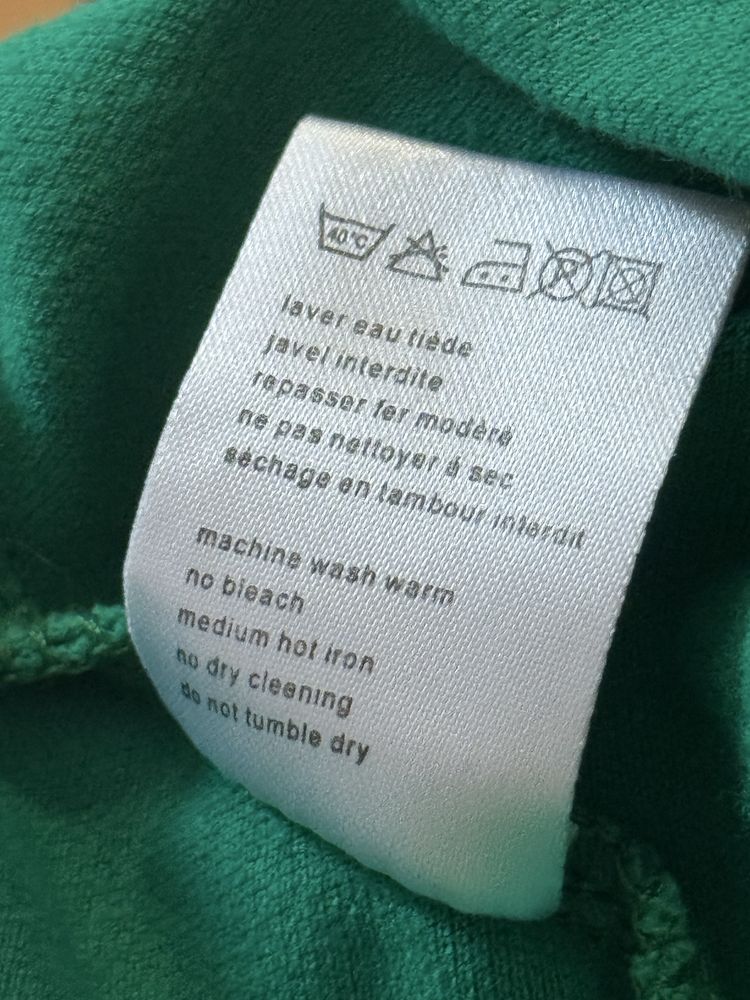 40°C
laver eau tiède
javel interdite
repasser fer modéré
ne pas nettoyer à sec
séchage en tambour interdit
machine wash warm
no bleach
medium hot iron
no dry cleaning
do not tumble dry